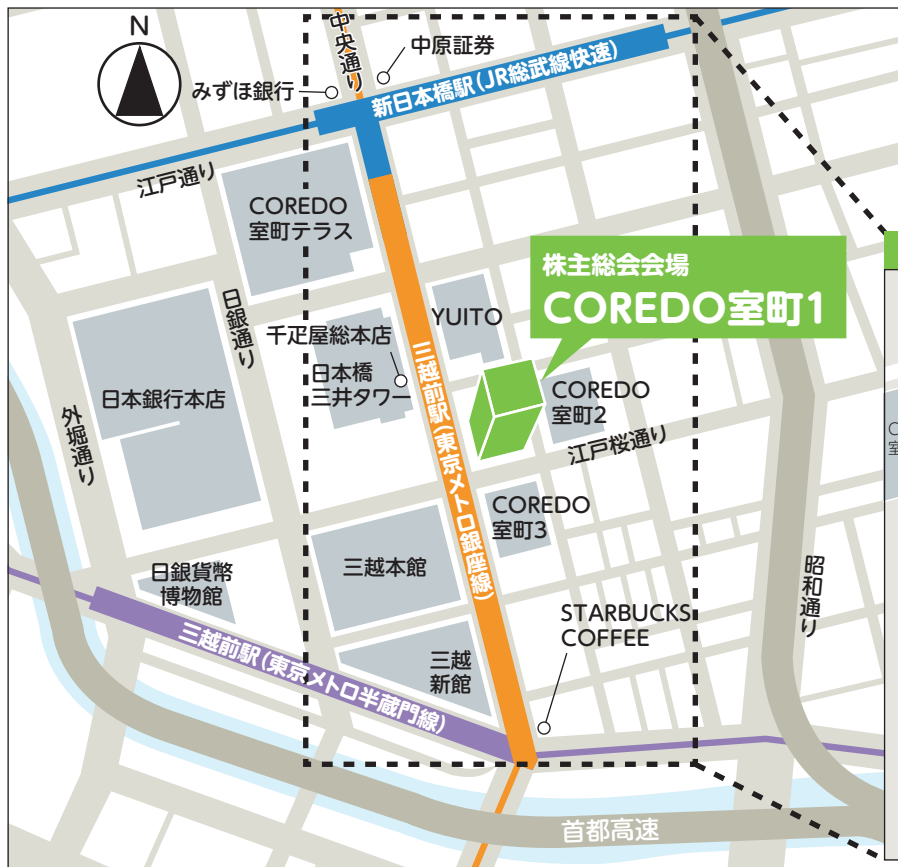 N
中央通り
中原証券
みずほ銀行
新日本橋駅(JR総武線快速)
江戸通り
COREDO
室町テラス
株主総会会場
COREDO室町1
日銀通り
YUITO
千疋屋総本店
日本橋
三井タワー
三越前駅(東京メトロ銀座線)
COREDO
室町2
日本銀行本店
外堀通り
江戸桜通り
COREDO
室町3
三越本館
日銀貨幣
博物館
昭和通り
STARBUCKS
COFFEE
三越前駅(東京メトロ半蔵門線)
三越
新館
首都高速